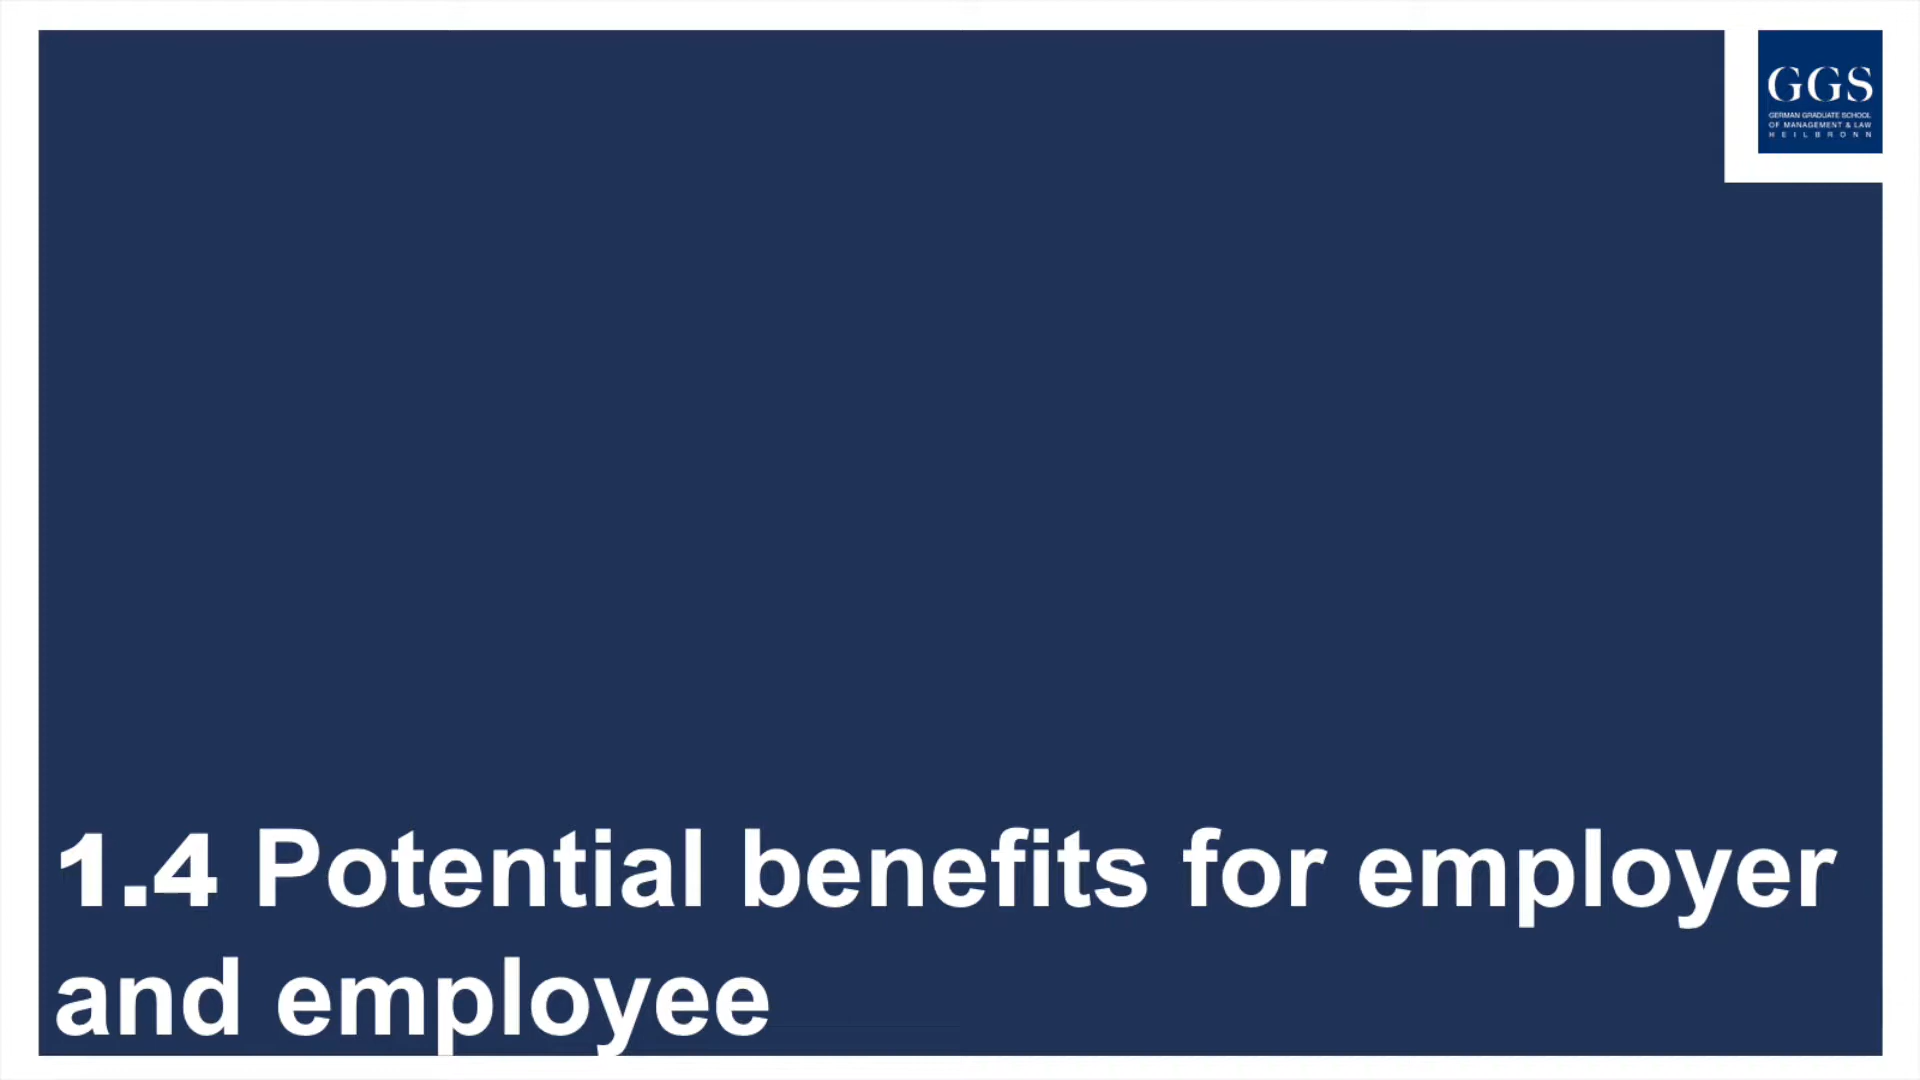 GGS
GERMAN GRADUATE SCHOOL
OF MANAGEMENT & LAW
HEILBRONN
1.4 Potential benefits for employer
and employee